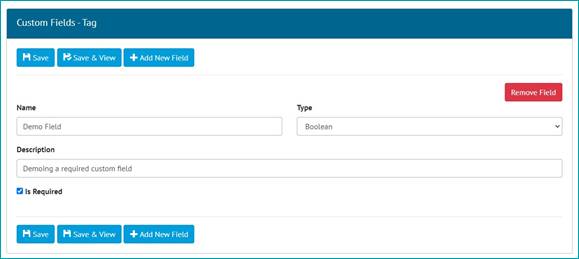 Custom Fields - Tag
Save Save & View Add New Field
Remove Field
Name Type
Demo Field Boolean
Description
Demoing a required custom field
Is Required
Save Save & View Add New Field